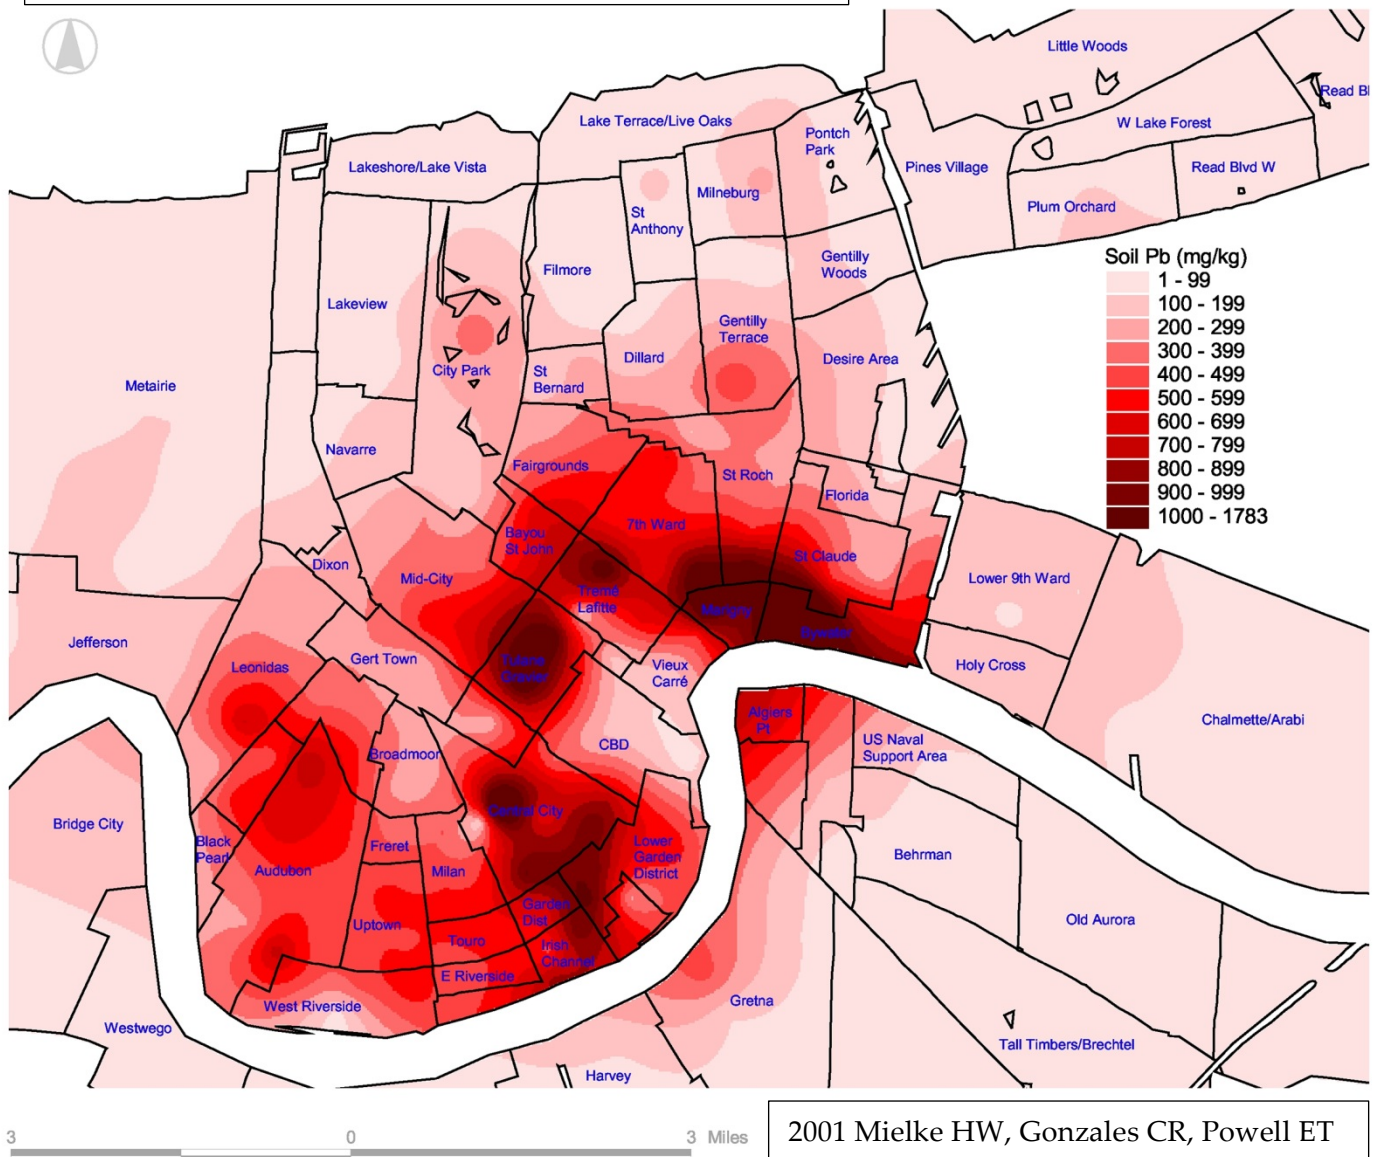 Little Woods
Read Bl
Lake Terrace/Live Oaks
W Lake Forest
Pontch
Park
Lakeshore/Lake Vista
Pines Village
Read Blvd W
Milneburg
Plum Orchard
St
Anthony
Soil Pb (mg/kg)
1 - 99
100 - 199
200 - 299
300 - 399
400 - 499
500 - 599
600 - 699
700 - 799
800 - 899
900 - 999
1000 - 1783
Gentilly
Woods
Filmore
Lakeview
Gentilly
Terrace
Dillard
Desire Area
City Park
St
Bernard
Metairie
Navarre
Fairgrounds
St Roch
Florida
7th Ward
Bayou
St John
St Claude
Dixon
Mid-City
Lower 9th Ward
Tremé
Lafitte
Marigny
Bywater
Jefferson
Gert Town
Leonidas
Tulane
Gravier
Vieux
Carré
Holy Cross
Algiers
Pt
Chalmette/Arabi
US Naval
Support Area
CBD
Broadmoor
Central City
Bridge City
Black
Pearl
Freret
Lower
Garden
District
Behrman
Audubon
Milan
Garden
Dist
Old Aurora
Uptown
Touro
Irish
Channel
E Riverside
West Riverside
Gretna
Westwego
Tall Timbers/Brechtel
Harvey
3 0 3 Miles
2001 Mielke HW, Gonzales CR, Powell ET